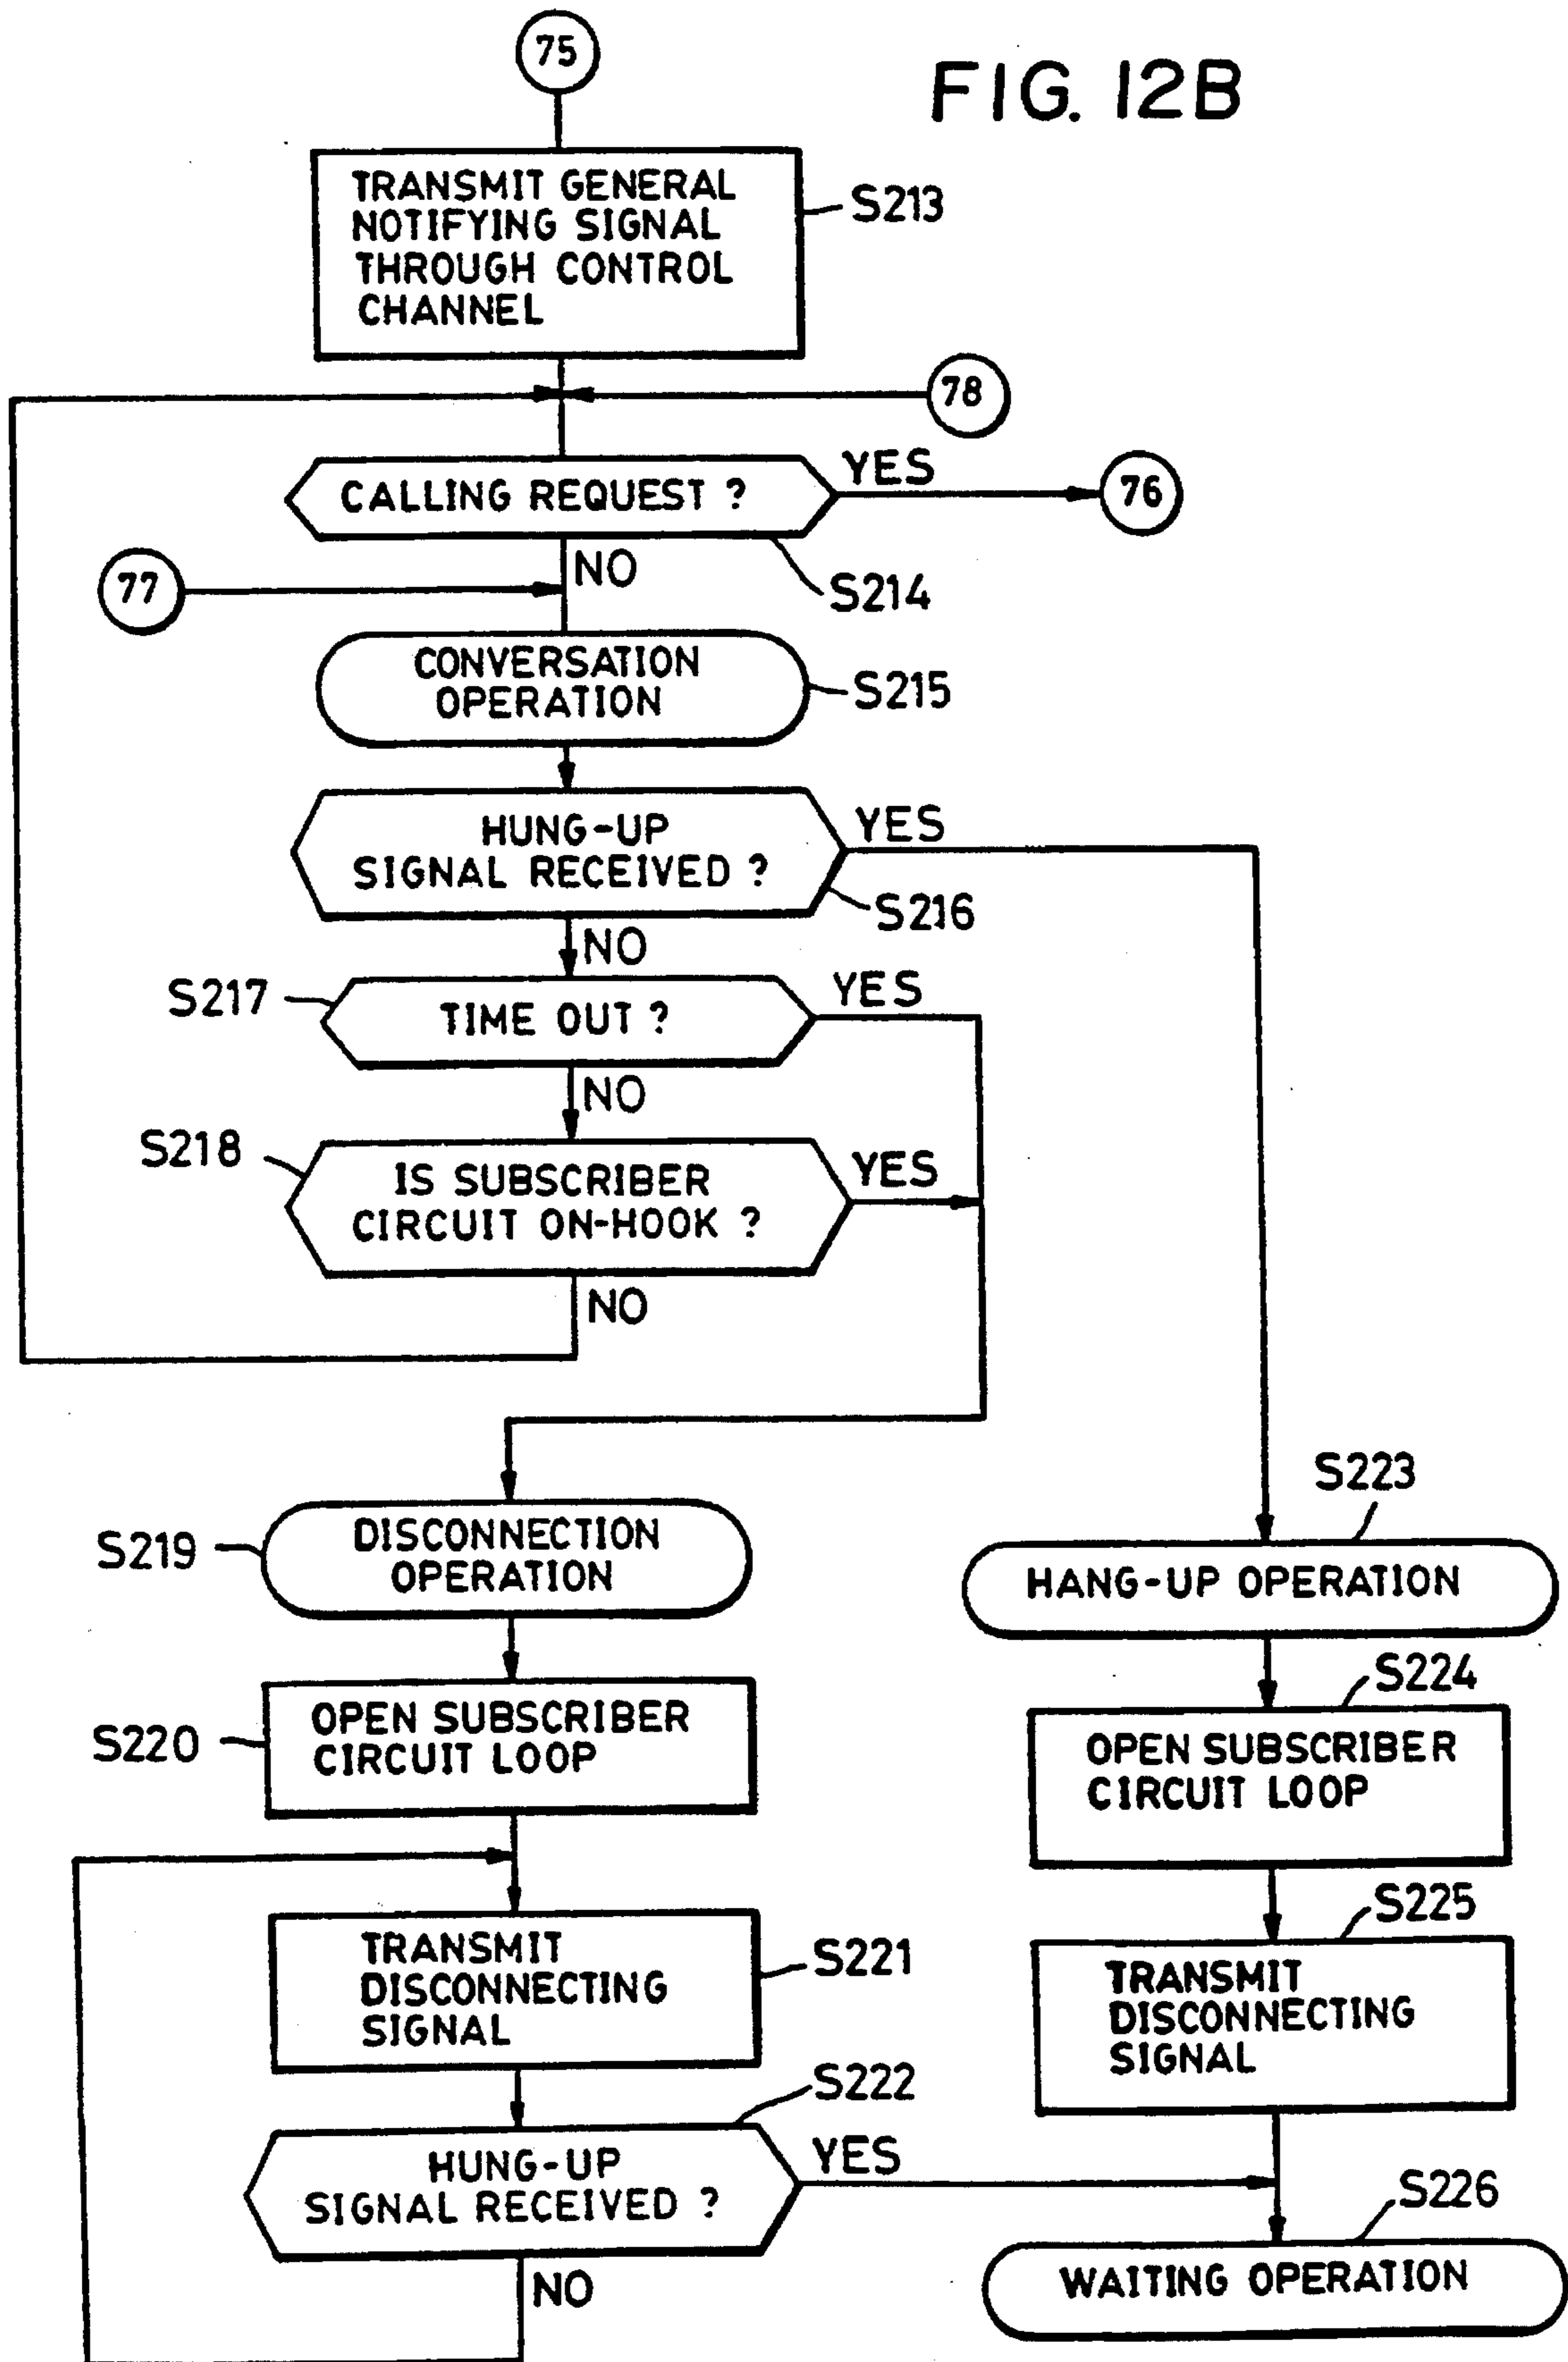 75
FIG. 12B
TRANSMIT GENERAL
NOTIFYING SIGNAL
THROUGH CONTROL
CHANNEL
S213
78
CALLING REQUEST ?
YES
76
NO
S214
77
CONVERSATION
OPERATION
S215
HUNG-UP
SIGNAL RECEIVED ?
YES
S216
NO
S217
TIME OUT ?
YES
NO
S218
IS SUBSCRIBER
CIRCUIT ON-HOOK ?
YES
NO
S219
DISCONNECTION
OPERATION
S223
HANG-UP OPERATION
S220
OPEN SUBSCRIBER
CIRCUIT LOOP
S224
OPEN SUBSCRIBER
CIRCUIT LOOP
TRANSMIT
DISCONNECTING
SIGNAL
S221
S225
TRANSMIT
DISCONNECTING
SIGNAL
S222
HUNG-UP
SIGNAL RECEIVED ?
YES
NO
S226
WAITING OPERATION